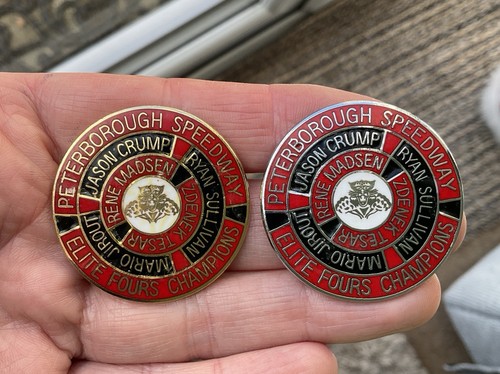 PETERBOROUGH SPEEDWAY
JASON CRUMP
RYAN SULLIVAN
MARIO JIROUT
RENE MADSEN
ZDENEK TESAR
ELITE FOURS CHAMPIONS
PETERBOROUGH SPEEDWAY
JASON CRUMP
RYAN SULLIVAN
MARIO JIROUT
RENE MADSEN
ZDENEK TESAR
ELITE FOURS CHAMPIONS